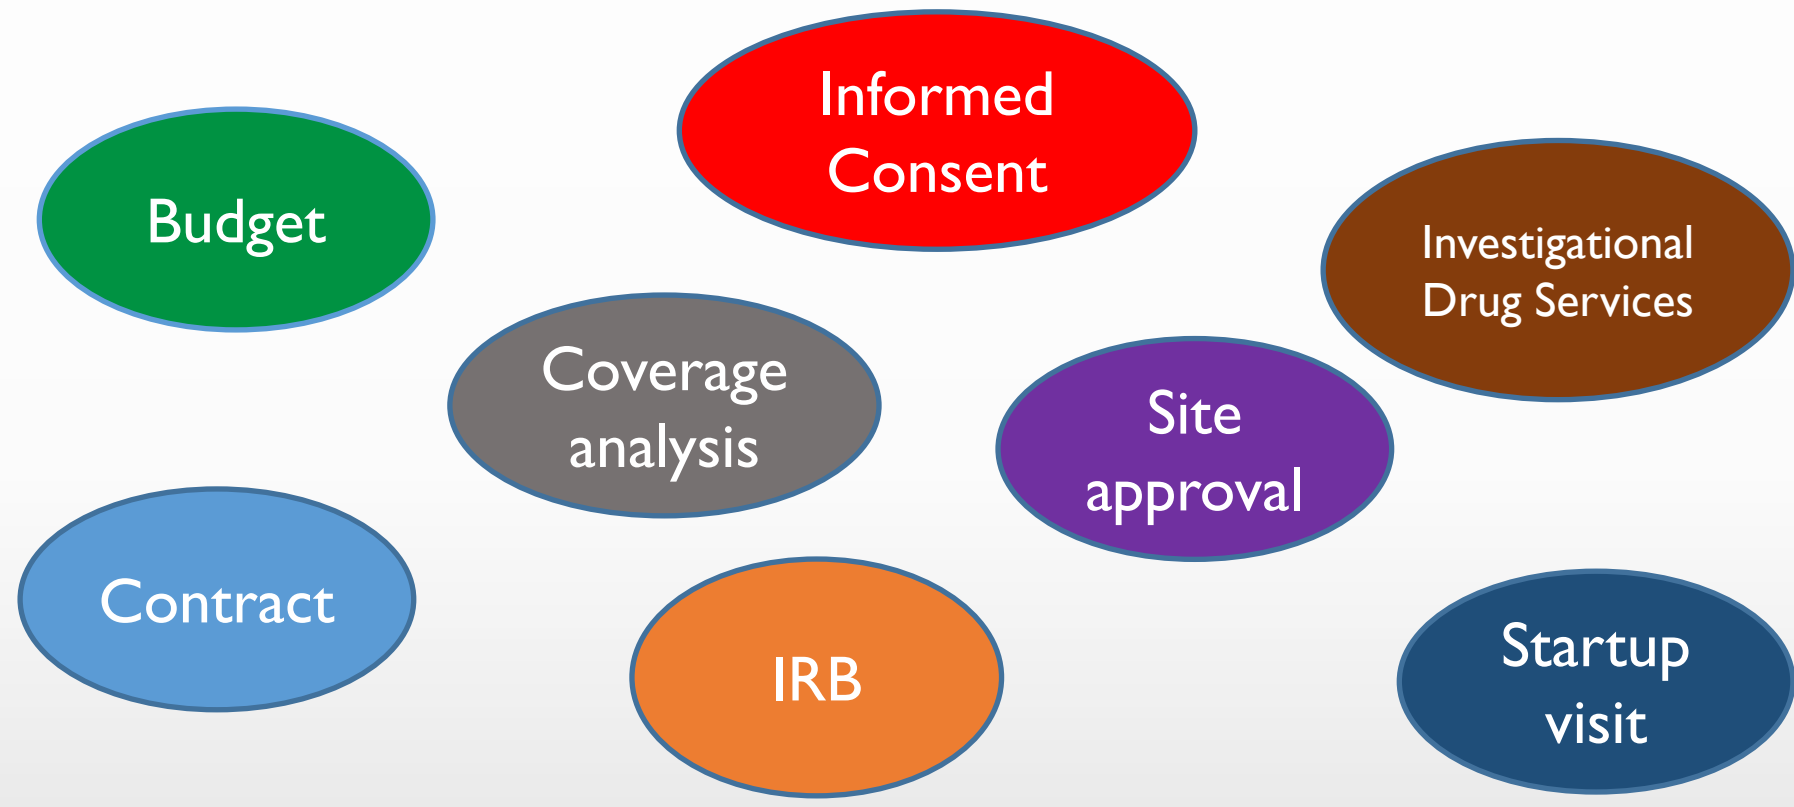 Informed
Consent
Budget
Investigational
Drug Services
Coverage
analysis
Site
approval
Contract
IRB
Startup
visit